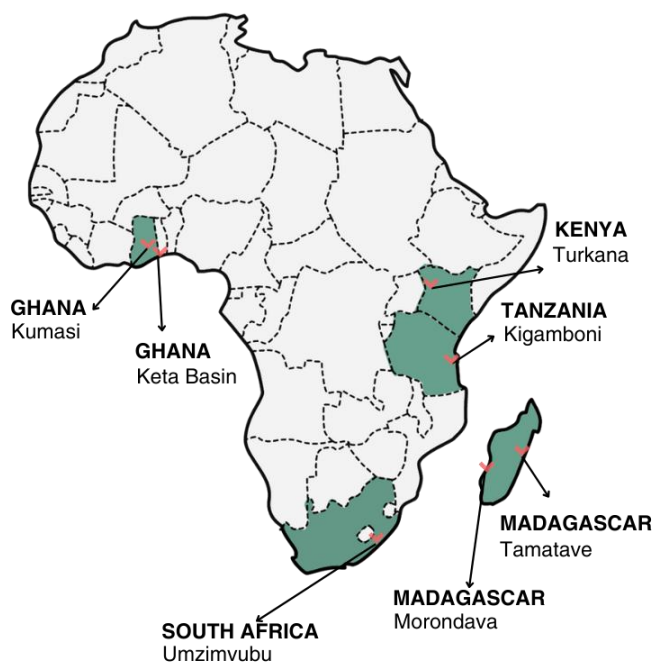 KENYA
Turkana
TANZANIA
Kigamboni
GHANA
Kumasi
GHANA
Keta Basin
MADAGASCAR
Tamatave
MADAGASCAR
Morondava
SOUTH AFRICA
Umzimvubu